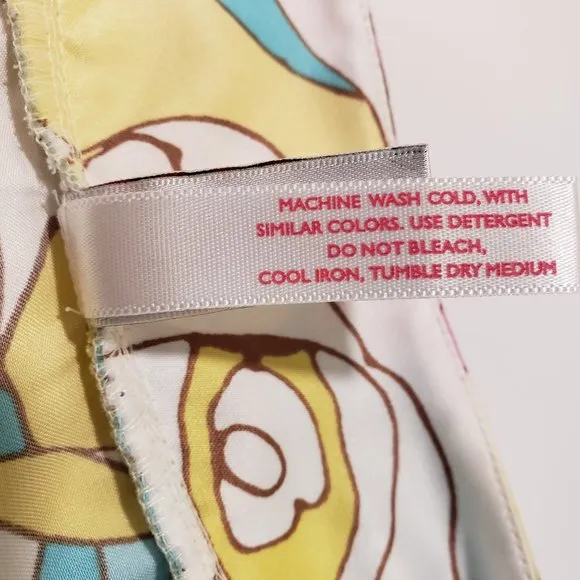 MACHINE WASH COLD, WITH
SIMILAR COLORS. USE DETERGENT
DO NOT BLEACH,
COOL IRON, TUMBLE DRY MEDIUM